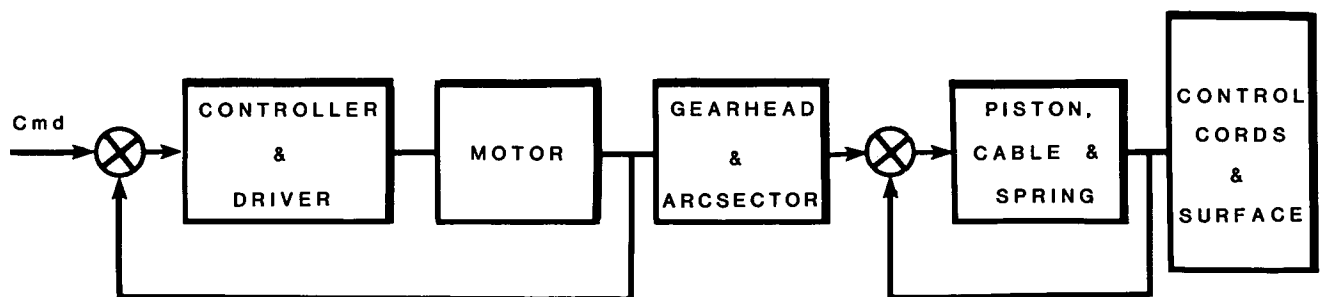 Cmd
CONTROLLER
&
DRIVER
MOTOR
GEARHEAD
&
ARCSECTOR
PISTON,
CABLE &
SPRING
CONTROL
CORDS
&
SURFACE